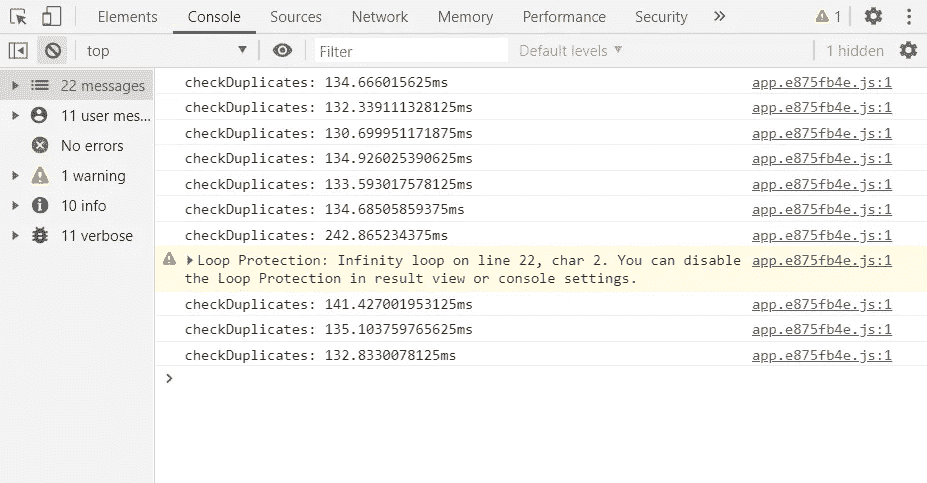 Elements Console Sources Network Memory Performance Security » 1
top Filter Default levels 1 hidden
22 messages
11 user mes...
No errors
1 warning
10 info
11 verbose
checkDuplicates: 134.666015625ms app.e875fb4e.js:1
checkDuplicates: 132.339111328125ms app.e875fb4e.js:1
checkDuplicates: 130.699951171875ms app.e875fb4e.js:1
checkDuplicates: 134.926025390625ms app.e875fb4e.js:1
checkDuplicates: 133.593017578125ms app.e875fb4e.js:1
checkDuplicates: 134.68505859375ms app.e875fb4e.js:1
checkDuplicates: 242.865234375ms app.e875fb4e.js:1
Loop Protection: Infinity loop on line 22, char 2. You can disable app.e875fb4e.js:1
the Loop Protection in result view or console settings.
checkDuplicates: 141.427001953125ms app.e875fb4e.js:1
checkDuplicates: 135.103759765625ms app.e875fb4e.js:1
checkDuplicates: 132.8330078125ms app.e875fb4e.js:1
>